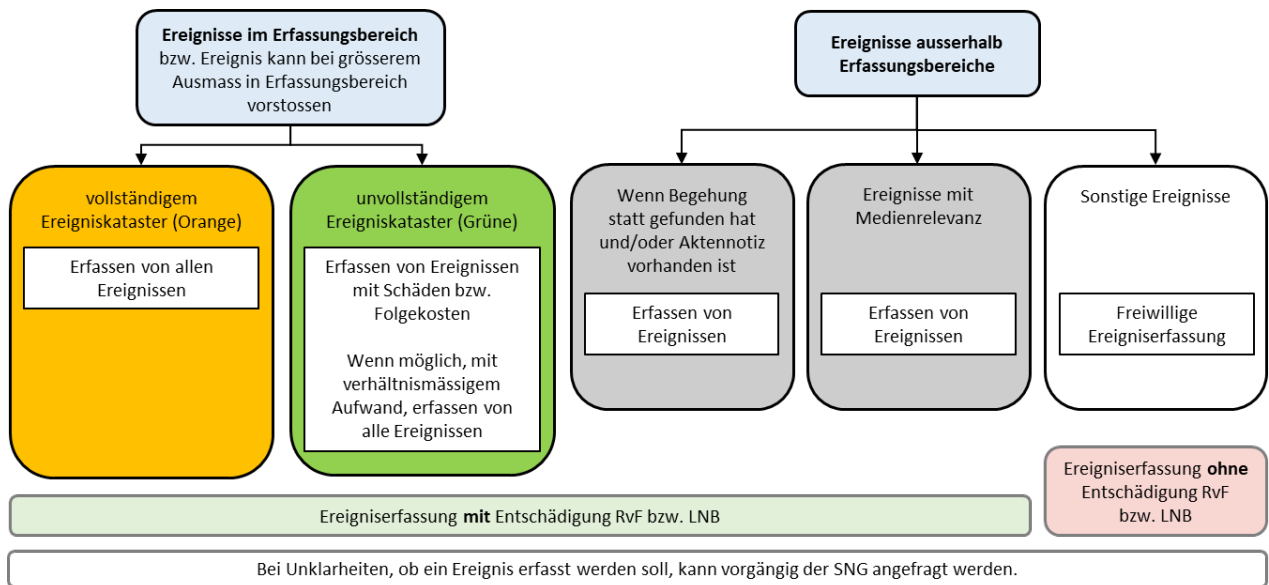 Ereignisse im Erfassungsbereich
bzw. Ereignis kann bei grösserem
Ausmass in Erfassungsbereich
vorstossen
Ereignisse ausserhalb
Erfassungsbereiche
vollständigem
Ereigniskataster (Orange)
Erfassen von allen
Ereignissen
unvollständigem
Ereigniskataster (Grüne)
Erfassen von Ereignissen
mit Schäden bzw.
Folgekosten
Wenn möglich, mit
verhältnismässigem
Aufwand, erfassen von
alle Ereignissen
Wenn Begehung
statt gefunden hat
und/oder Aktennotiz
vorhanden ist
Erfassen von
Ereignissen
Ereignisse mit
Medienrelevanz
Erfassen von
Ereignissen
Sonstige Ereignisse
Freiwillige
Ereigniserfassung
Ereigniserfassung mit Entschädigung RvF bzw. LNB
Ereigniserfassung ohne
Entschädigung RvF
bzw. LNB
Bei Unklarheiten, ob ein Ereignis erfasst werden soll, kann vorgängig der SNG angefragt werden.